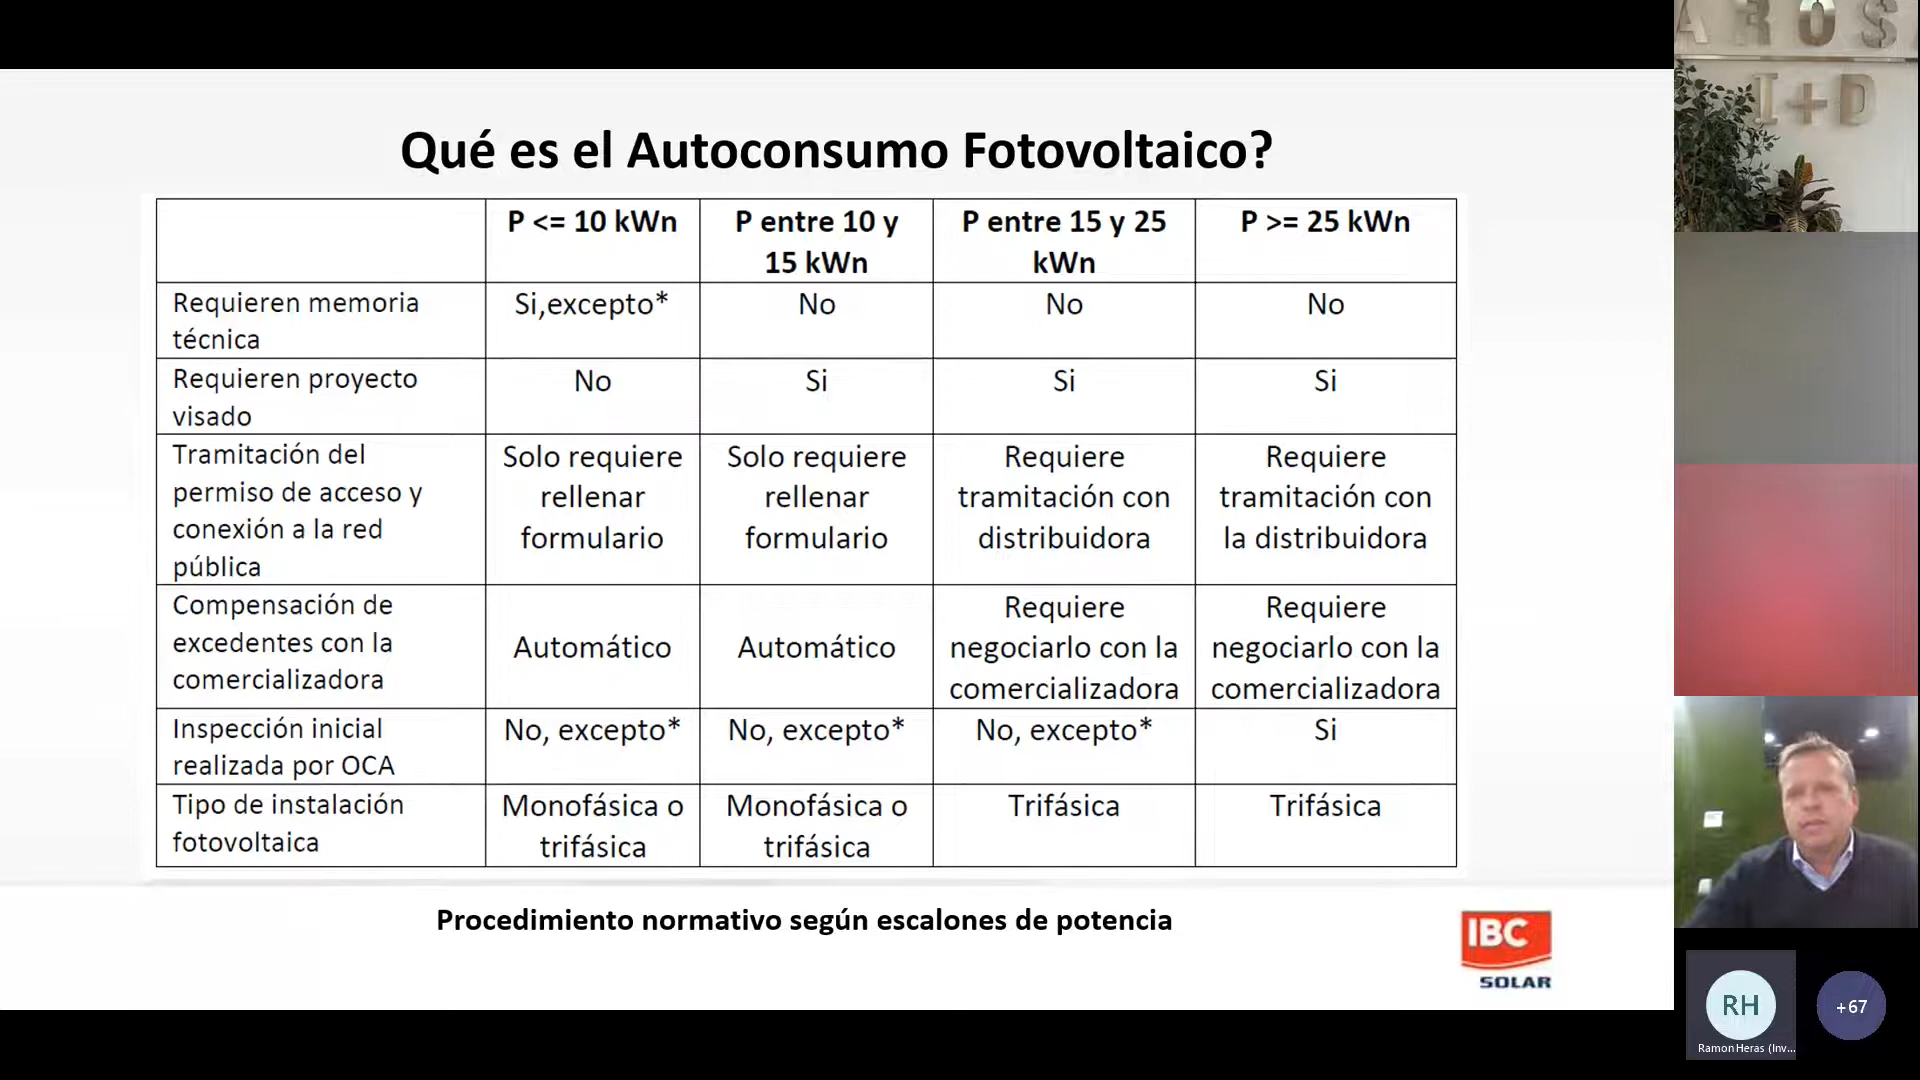 Qué es el Autoconsumo Fotovoltaico?
P <= 10 kWn
P entre 10 y
15 kWn
P entre 15 y 25
kWn
P >= 25 kWn
Requieren memoria
técnica
Si,excepto*
No
No
No
Requieren proyecto
visado
No
Si
Si
Si
Tramitación del
permiso de acceso y
conexión a la red
pública
Solo requiere
rellenar
formulario
Solo requiere
rellenar
formulario
Requiere
tramitación con
distribuidora
Requiere
tramitación con
la distribuidora
Compensación de
excedentes con la
comercializadora
Automático
Automático
Requiere
negociarlo con la
comercializadora
Requiere
negociarlo con la
comercializadora
Inspección inicial
realizada por OCA
No, excepto*
No, excepto*
No, excepto*
Si
Tipo de instalación
fotovoltaica
Monofásica o
trifásica
Monofásica o
trifásica
Trifásica
Trifásica
Procedimiento normativo según escalones de potencia
IBC
SOLAR
AROSA
I+D
RH
Ramon Heras (Inv...
+67